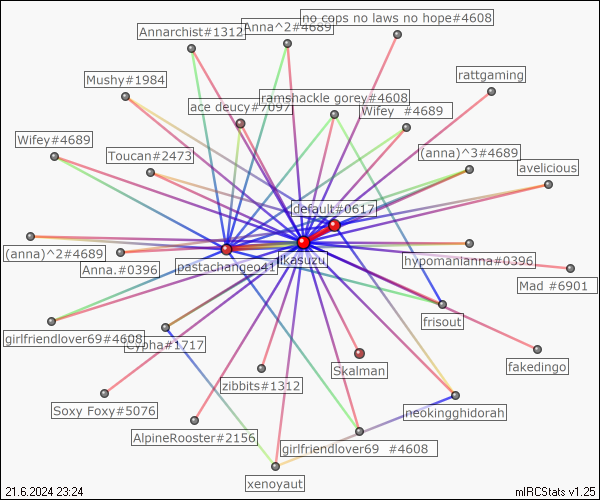 no cops no laws no hope#4608
Annarchist#1312
Anna^2#4689
rattgaming
Mushy#1984
ramshackle gorey#4608
ace deucy#7097
Wifey  #4689
Wifey#4689
Toucan#2473
(anna)^3#4689
avelicious
default#0617
(anna)^2#4689
Anna.#0396
pastachangeo41
jikasuzu
hypomanianna#0396
Mad #6901
frisout
girlfriendlover69#4608
Cypha#1717
Skalman
fakedingo
zibbits#1312
Soxy Foxy#5076
neokingghidorah
AlpineRooster#2156
girlfriendlover69  #4608
xenoyaut
21.6.2024 23:24
mIRCStats v1.25